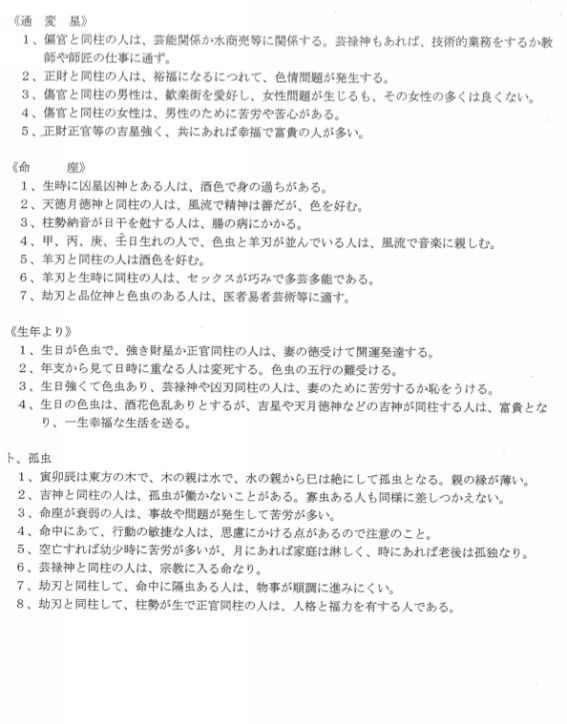 《通　変　星》
１、偏官と同柱の人は、芸能関係か水商売等に関係する。芸禄神もあれば、技術的業務をするか教
師や師匠の仕事に通ず。
２、正財と同柱の人は、裕福になるにつれて、色情問題が発生する。
３、傷官と同柱の男性は、歓楽街を愛好し、女性問題が生じるも、その女性の多くは良くない。
４、傷官と同柱の女性は、男性のために苦労や苦心がある。
５、正財正官等の吉星強く、共にあれば幸福で富貴の人が多い。
《命　　　座》
１、生時に凶星凶神とある人は、酒色で身の過ちがある。
２、天徳月徳神と同柱の人は、風流で精神は善だが、色を好む。
３、柱勢納音が日干を尅する人は、腸の病にかかる。
４、甲、丙、庚、壬日生れの人で、色虫と羊刃が並んでいる人は、風流で音楽に親しむ。
５、羊刃と同柱の人は酒色を好む。
６、羊刃と生時に同柱の人は、セックスが巧みで多芸多能である。
７、劫刃と品位神と色虫のある人は、医者易者芸術等に適す。
《生年より》
１、生日が色虫で、強き財星か正官同柱の人は、妻の徳受けて開運発達する。
２、年支から見て日時に重なる人は変死する。色虫の五行の難受ける。
３、生日強くて色虫あり、芸禄神や凶刃同柱の人は、妻のために苦労するか恥をうける。
４、生日の色虫は、酒花色乱ありとするが、吉星や天月徳神などの吉神が同柱する人は、富貴とな
り、一生幸福な生活を送る。
ト、孤虫
１、寅卯辰は東方の木で、木の親は水で、水の親から巳は絶にして孤虫となる。親の縁が薄い。
２、吉神と同柱の人は、孤虫が働かないことがある。寡虫ある人も同様に差しつかえない。
３、命座が衰弱の人は、事故や問題が発生して苦労が多い。
４、命中にあて、行動の敏捷な人は、思慮にかける点があるので注意のこと。
５、空亡すれば幼少時に苦労が多いが、月にあれば家庭は淋しく、時にあれば老後は孤独なり。
６、芸禄神と同柱の人は、宗教に入る命なり。
７、劫刃と同柱して、命中に隔虫ある人は、物事が順調に進みにくい。
８、劫刃と同柱して、柱勢が生で正官同柱の人は、人格と福力を有する人である。